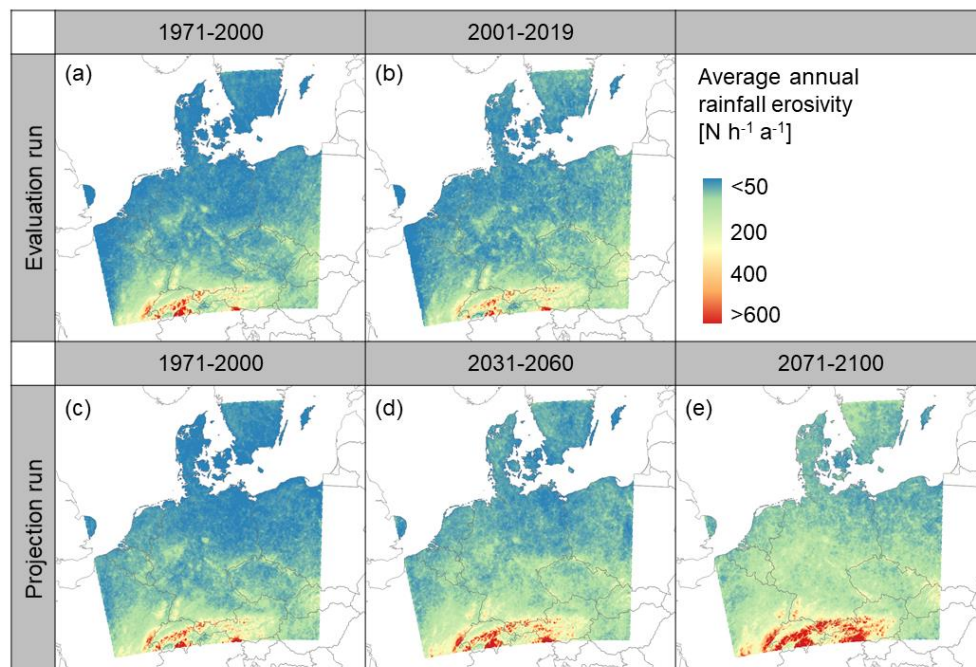 1971-2000
2001-2019
Evaluation run
(a)
(b)
Average annual
rainfall erosivity
[N h⁻¹ a⁻¹]
<50
200
400
>600
1971-2000
2031-2060
2071-2100
Projection run
(c)
(d)
(e)